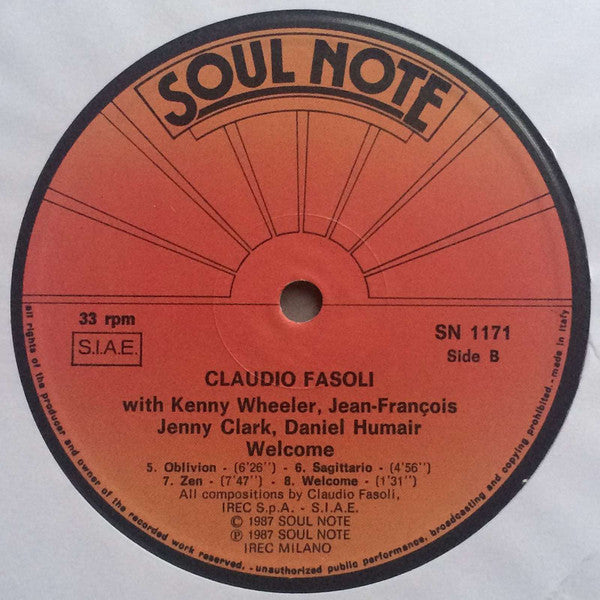 SOUL NOTE
33 rpm
S.I.A.E.
SN 1171
Side B
CLAUDIO FASOLI
with Kenny Wheeler, Jean-François
Jenny Clark, Daniel Humair
Welcome
5. Oblivion - (6'26'') - 6. Sagittario - (4'56'')
7. Zen - (7'47'') - 8. Welcome - (1'31'')
All compositions by Claudio Fasoli,
IREC S.p.A. - S.I.A.E.
© 1987 SOUL NOTE
℗ 1987 SOUL NOTE
IREC MILANO
all rights of the producer and owner of the recorded work reserved. -unauthorized public performance, broadcasting and copying prohibited.-made in Italy